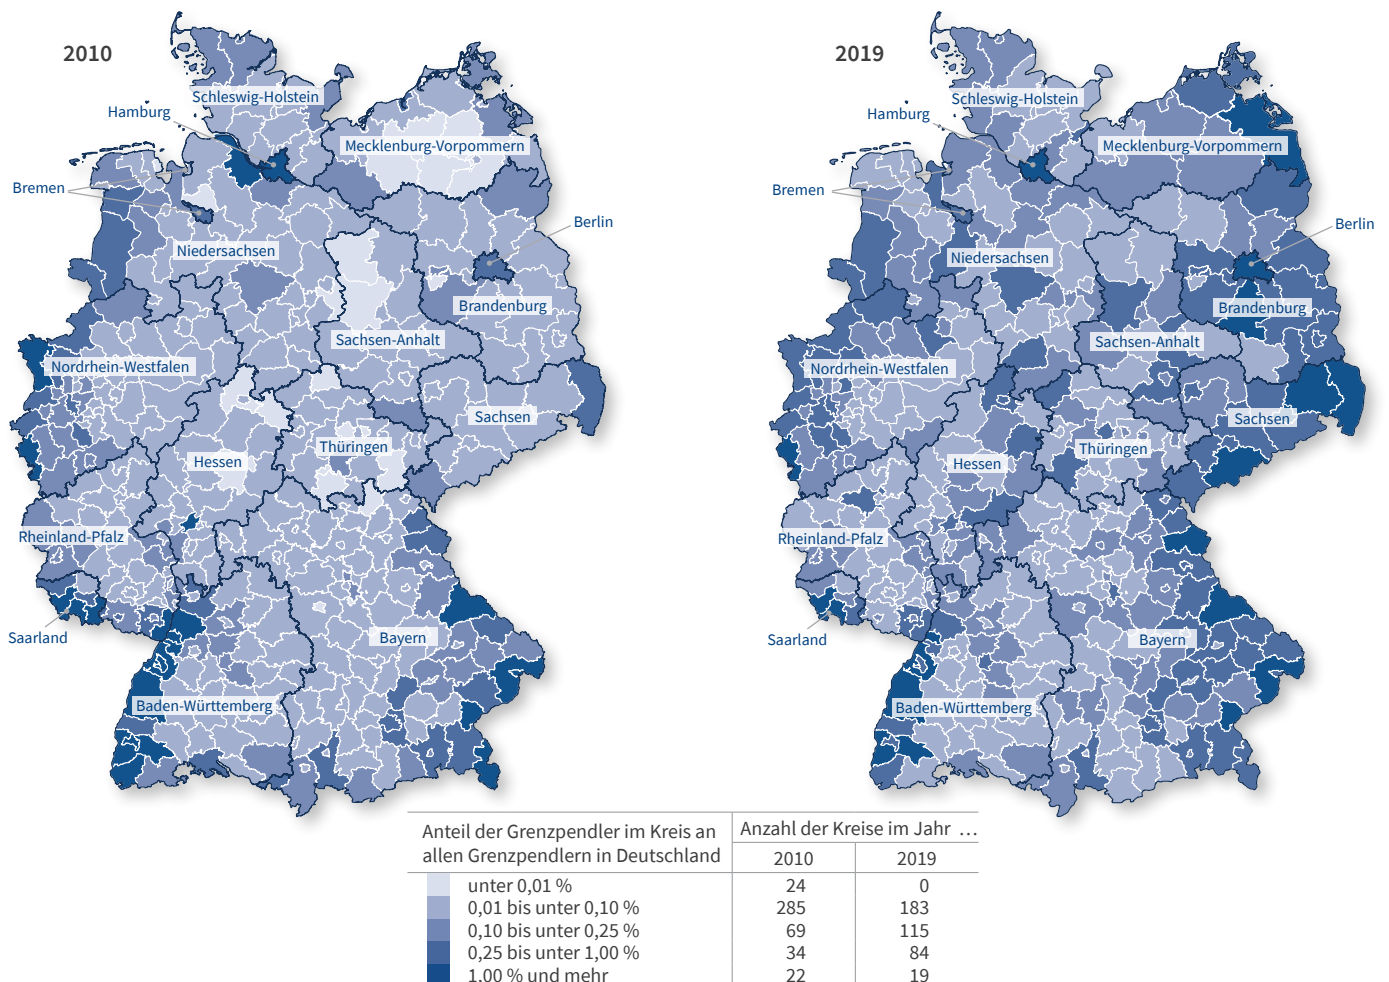 2010
Hamburg
Schleswig-Holstein
Mecklenburg-Vorpommern
Bremen
Berlin
Niedersachsen
Brandenburg
Sachsen-Anhalt
Nordrhein-Westfalen
Sachsen
Thüringen
Hessen
Rheinland-Pfalz
Saarland
Bayern
Baden-Württemberg
2019
Schleswig-Holstein
Hamburg
Mecklenburg-Vorpommern
Bremen
Berlin
Niedersachsen
Brandenburg
Sachsen-Anhalt
Nordrhein-Westfalen
Sachsen
Thüringen
Hessen
Rheinland-Pfalz
Saarland
Bayern
Baden-Württemberg
Anteil der Grenzpendler im Kreis an
allen Grenzpendlern in Deutschland
Anzahl der Kreise im Jahr …
2010 2019
unter 0,01 % 24 0
0,01 bis unter 0,10 % 285 183
0,10 bis unter 0,25 % 69 115
0,25 bis unter 1,00 % 34 84
1,00 % und mehr 22 19